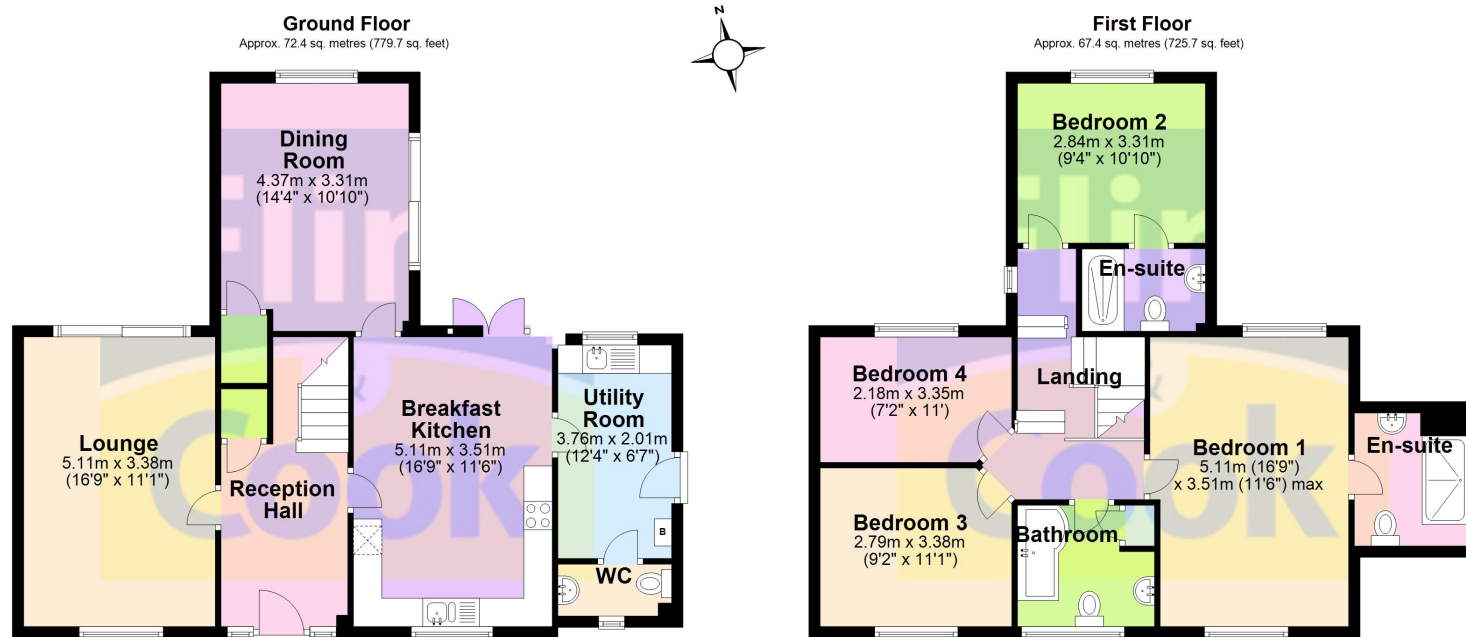 Ground Floor
Approx. 72.4 sq. metres (779.7 sq. feet)
N
First Floor
Approx. 67.4 sq. metres (725.7 sq. feet)
Dining
Room
4.37m x 3.31m
(14'4" x 10'10")
Lounge
5.11m x 3.38m
(16'9" x 11'1")
Reception
Hall
Breakfast
Kitchen
5.11m x 3.51m
(16'9" x 11'6")
Utility
Room
3.76m x 2.01m
(12'4" x 6'7")
B
WC
Bedroom 2
2.84m x 3.31m
(9'4" x 10'10")
En-suite
Bedroom 4
2.18m x 3.35m
(7'2" x 11')
Landing
Bedroom 1
5.11m (16'9")
x 3.51m (11'6") max
En-suite
Bedroom 3
2.79m x 3.38m
(9'2" x 11'1")
Bathroom
&
Cook
&
Cook